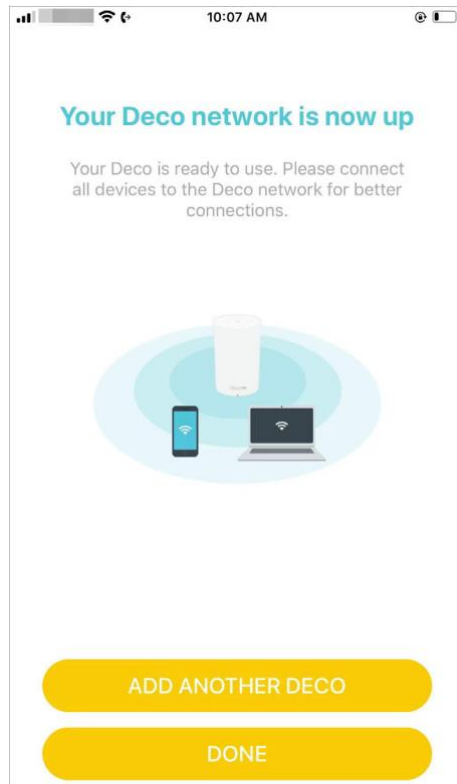 10:07 AM
Your Deco network is now up
Your Deco is ready to use. Please connect
all devices to the Deco network for better
connections.
ADD ANOTHER DECO
DONE